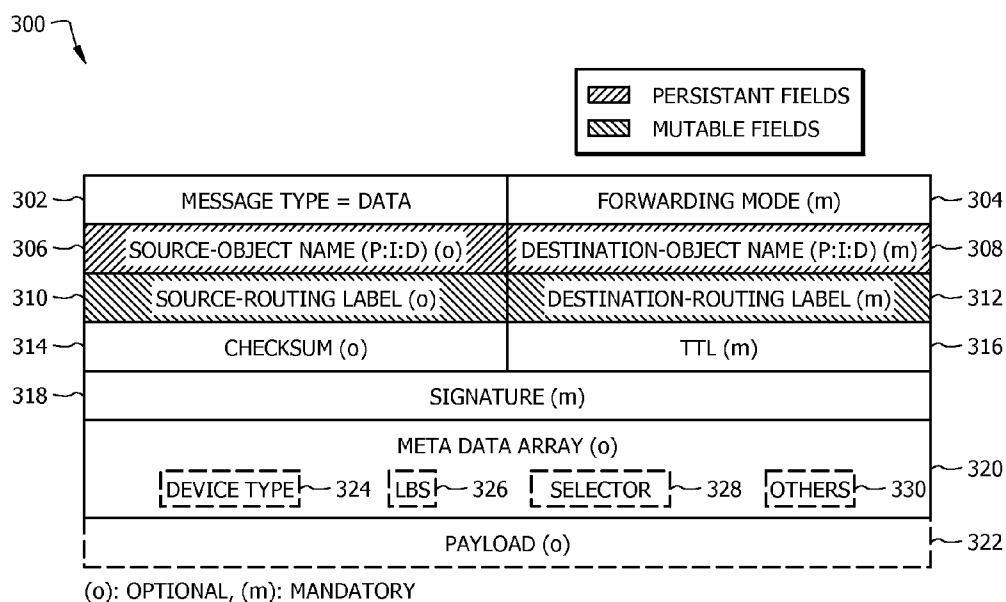 300
PERSISTANT FIELDS
MUTABLE FIELDS
302 MESSAGE TYPE = DATA FORWARDING MODE (m) 304
306 SOURCE-OBJECT NAME (P:I:D) (o) DESTINATION-OBJECT NAME (P:I:D) (m) 308
310 SOURCE-ROUTING LABEL (o) DESTINATION-ROUTING LABEL (m) 312
314 CHECKSUM (o) TTL (m) 316
318 SIGNATURE (m)
META DATA ARRAY (o)
320
DEVICE TYPE 324 LBS 326 SELECTOR 328 OTHERS 330
PAYLOAD (o) 322
(o): OPTIONAL, (m): MANDATORY